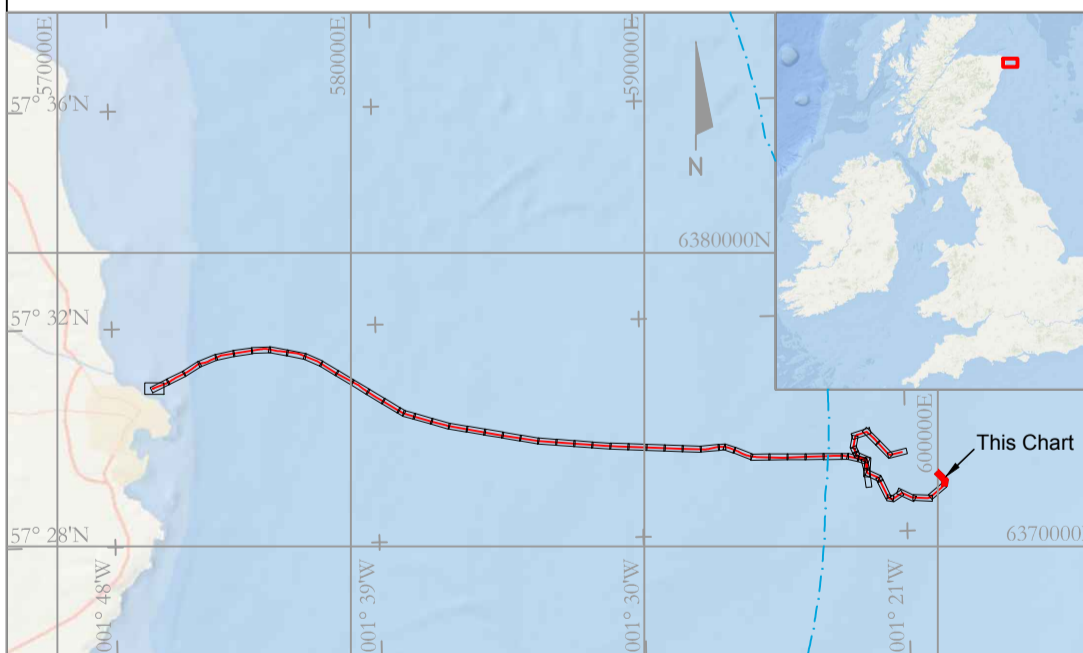 570000E
580000E
590000E
57° 36'N
N
6380000N
57° 32'N
600000E
This Chart
57° 28'N
6370000
001° 48'W
001° 39'W
001° 30'W
001° 21'W